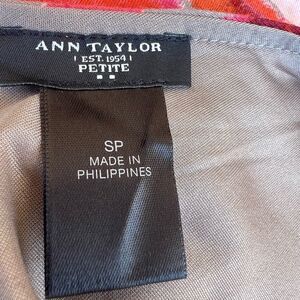 ANN TAYLOR
EST. 1954
PETITE
SP
MADE IN
PHILIPPINES